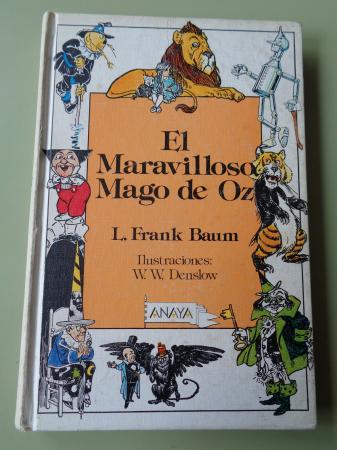 El
Maravilloso
Mago de Oz
L. Frank Baum
Ilustraciones:
W. W. Denslow
ANAYA